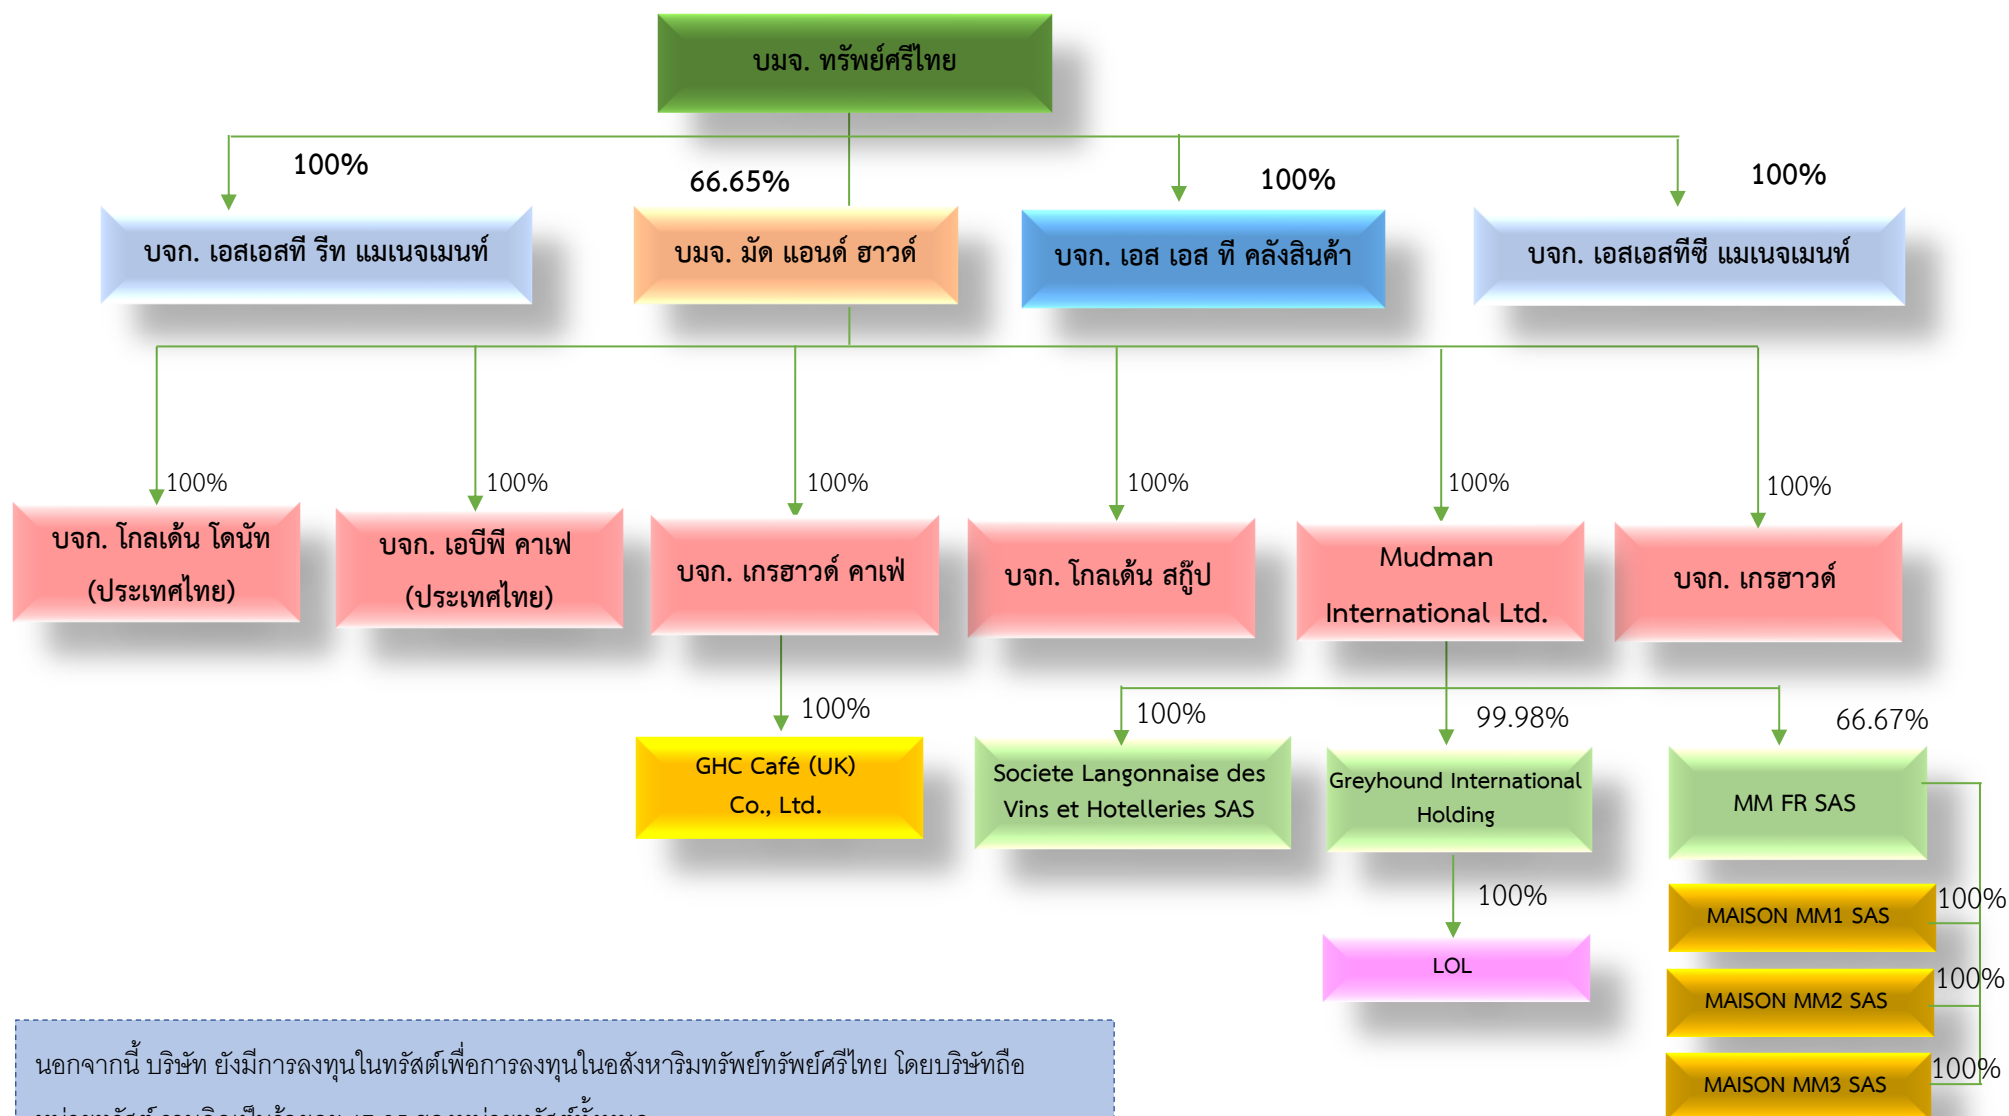 บมจ. ทรัพย์ศรีไทย
100%
66.65%
100%
100%
บจก. เอสเอสที รีท แมเนจเมนท์
บมจ. มัด แอนด์ ฮาวด์
บจก. เอส เอส ที คลังสินค้า
บจก. เอสเอสทีซี แมเนจเมนท์
100%
100%
100%
100%
100%
100%
บจก. โกลเด้น โดนัท
(ประเทศไทย)
บจก. เอบีพี คาเฟ
(ประเทศไทย)
บจก. เกรฮาวด์ คาเฟ่
บจก. โกลเด้น สกู๊ป
Mudman
International Ltd.
บจก. เกรฮาวด์
100%
100%
99.98%
66.67%
GHC Café (UK)
Co., Ltd.
Societe Langonnaise des
Vins et Hotelleries SAS
Greyhound International
Holding
MM FR SAS
100%
LOL
100%
MAISON MM1 SAS
100%
MAISON MM2 SAS
100%
MAISON MM3 SAS
นอกจากนี้ บริษัท ยังมีการลงทุนในทรัสต์เพื่อการลงทุนในอสังหาริมทรัพย์ทรัพย์ศรีไทย โดยบริษัทถือ